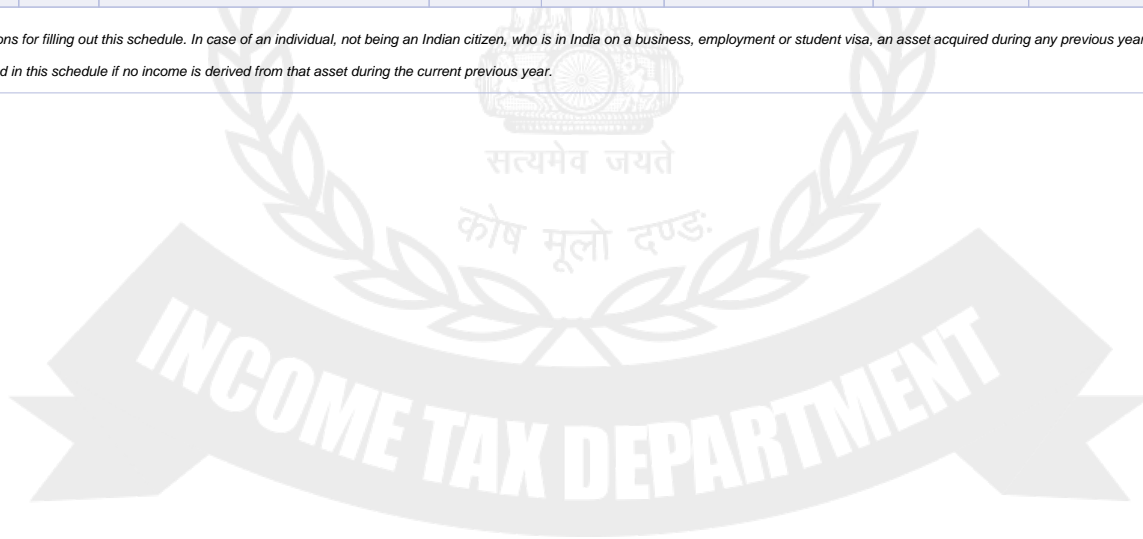 ons for filling out this schedule. In case of an individual, not being an Indian citizen, who is in India on a business, employment or student visa, an asset acquired during any previous year
d in this schedule if no income is derived from that asset during the current previous year.
सत्यमेव जयते
कोष मूलो दण्डः
INCOME TAX DEPARTMENT